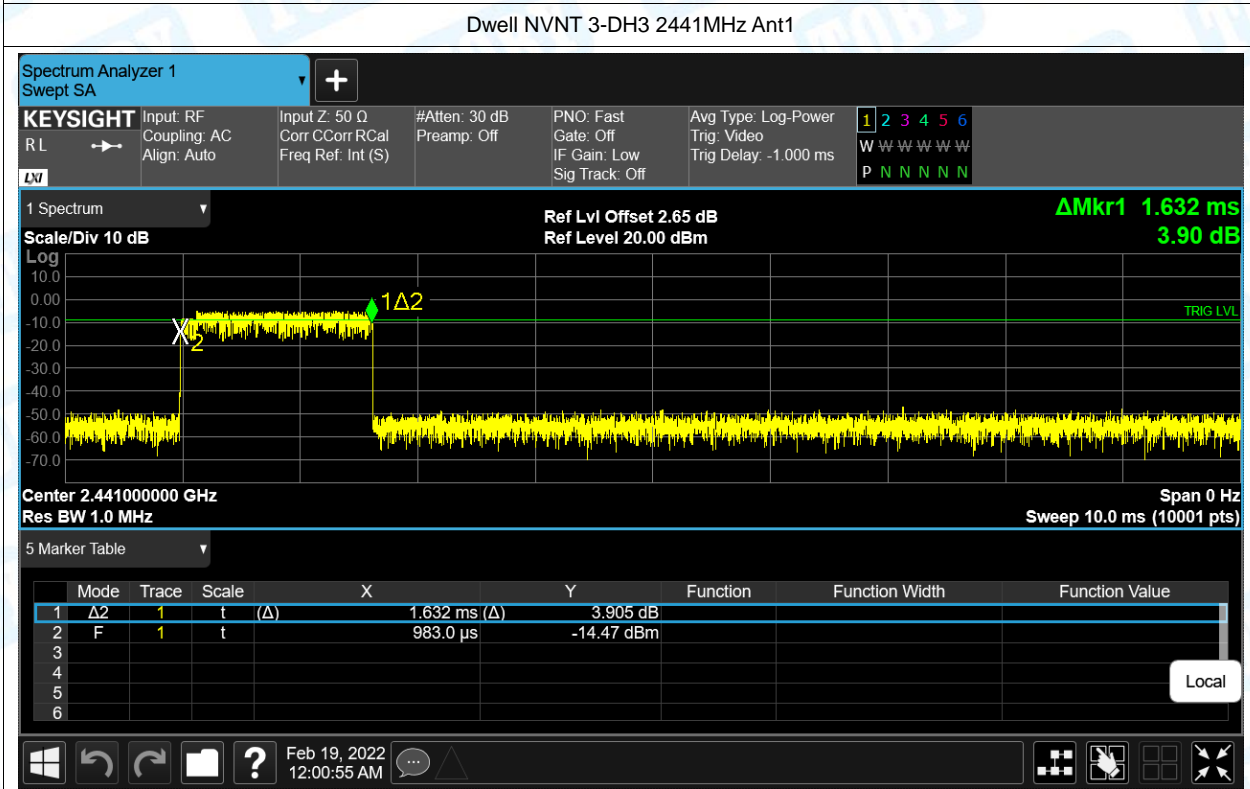 Dwell NVNT 3-DH3 2441MHz Ant1
Spectrum Analyzer 1
Swept SA
KEYSIGHT Input: RF Input Z: 50 Ω #Atten: 30 dB PNO: Fast Avg Type: Log-Power 1 2 3 4 5 6
R L Coupling: AC Corr CCorr RCal Preamp: Off Gate: Off Trig: Video W W W W W W
Align: Auto Freq Ref: Int (S) IF Gain: Low Trig Delay: -1.000 ms
LXI Sig Track: Off P N N N N N
1 Spectrum Ref Lvl Offset 2.65 dB ΔMkr1 1.632 ms
Scale/Div 10 dB Ref Level 20.00 dBm 3.90 dB
Log
10.0
0.00 1Δ2
TRIG LVL
-10.0
X2
-20.0
-30.0
-40.0
-50.0
-60.0
-70.0
Center 2.441000000 GHz Span 0 Hz
Res BW 1.0 MHz Sweep 10.0 ms (10001 pts)
5 Marker Table
Mode Trace Scale X Y Function Function Width Function Value
1 Δ2 1 t (Δ) 1.632 ms (Δ) 3.905 dB
2 F 1 t 983.0 µs -14.47 dBm
3
4
5
6
Local
? Feb 19, 2022
12:00:55 AM